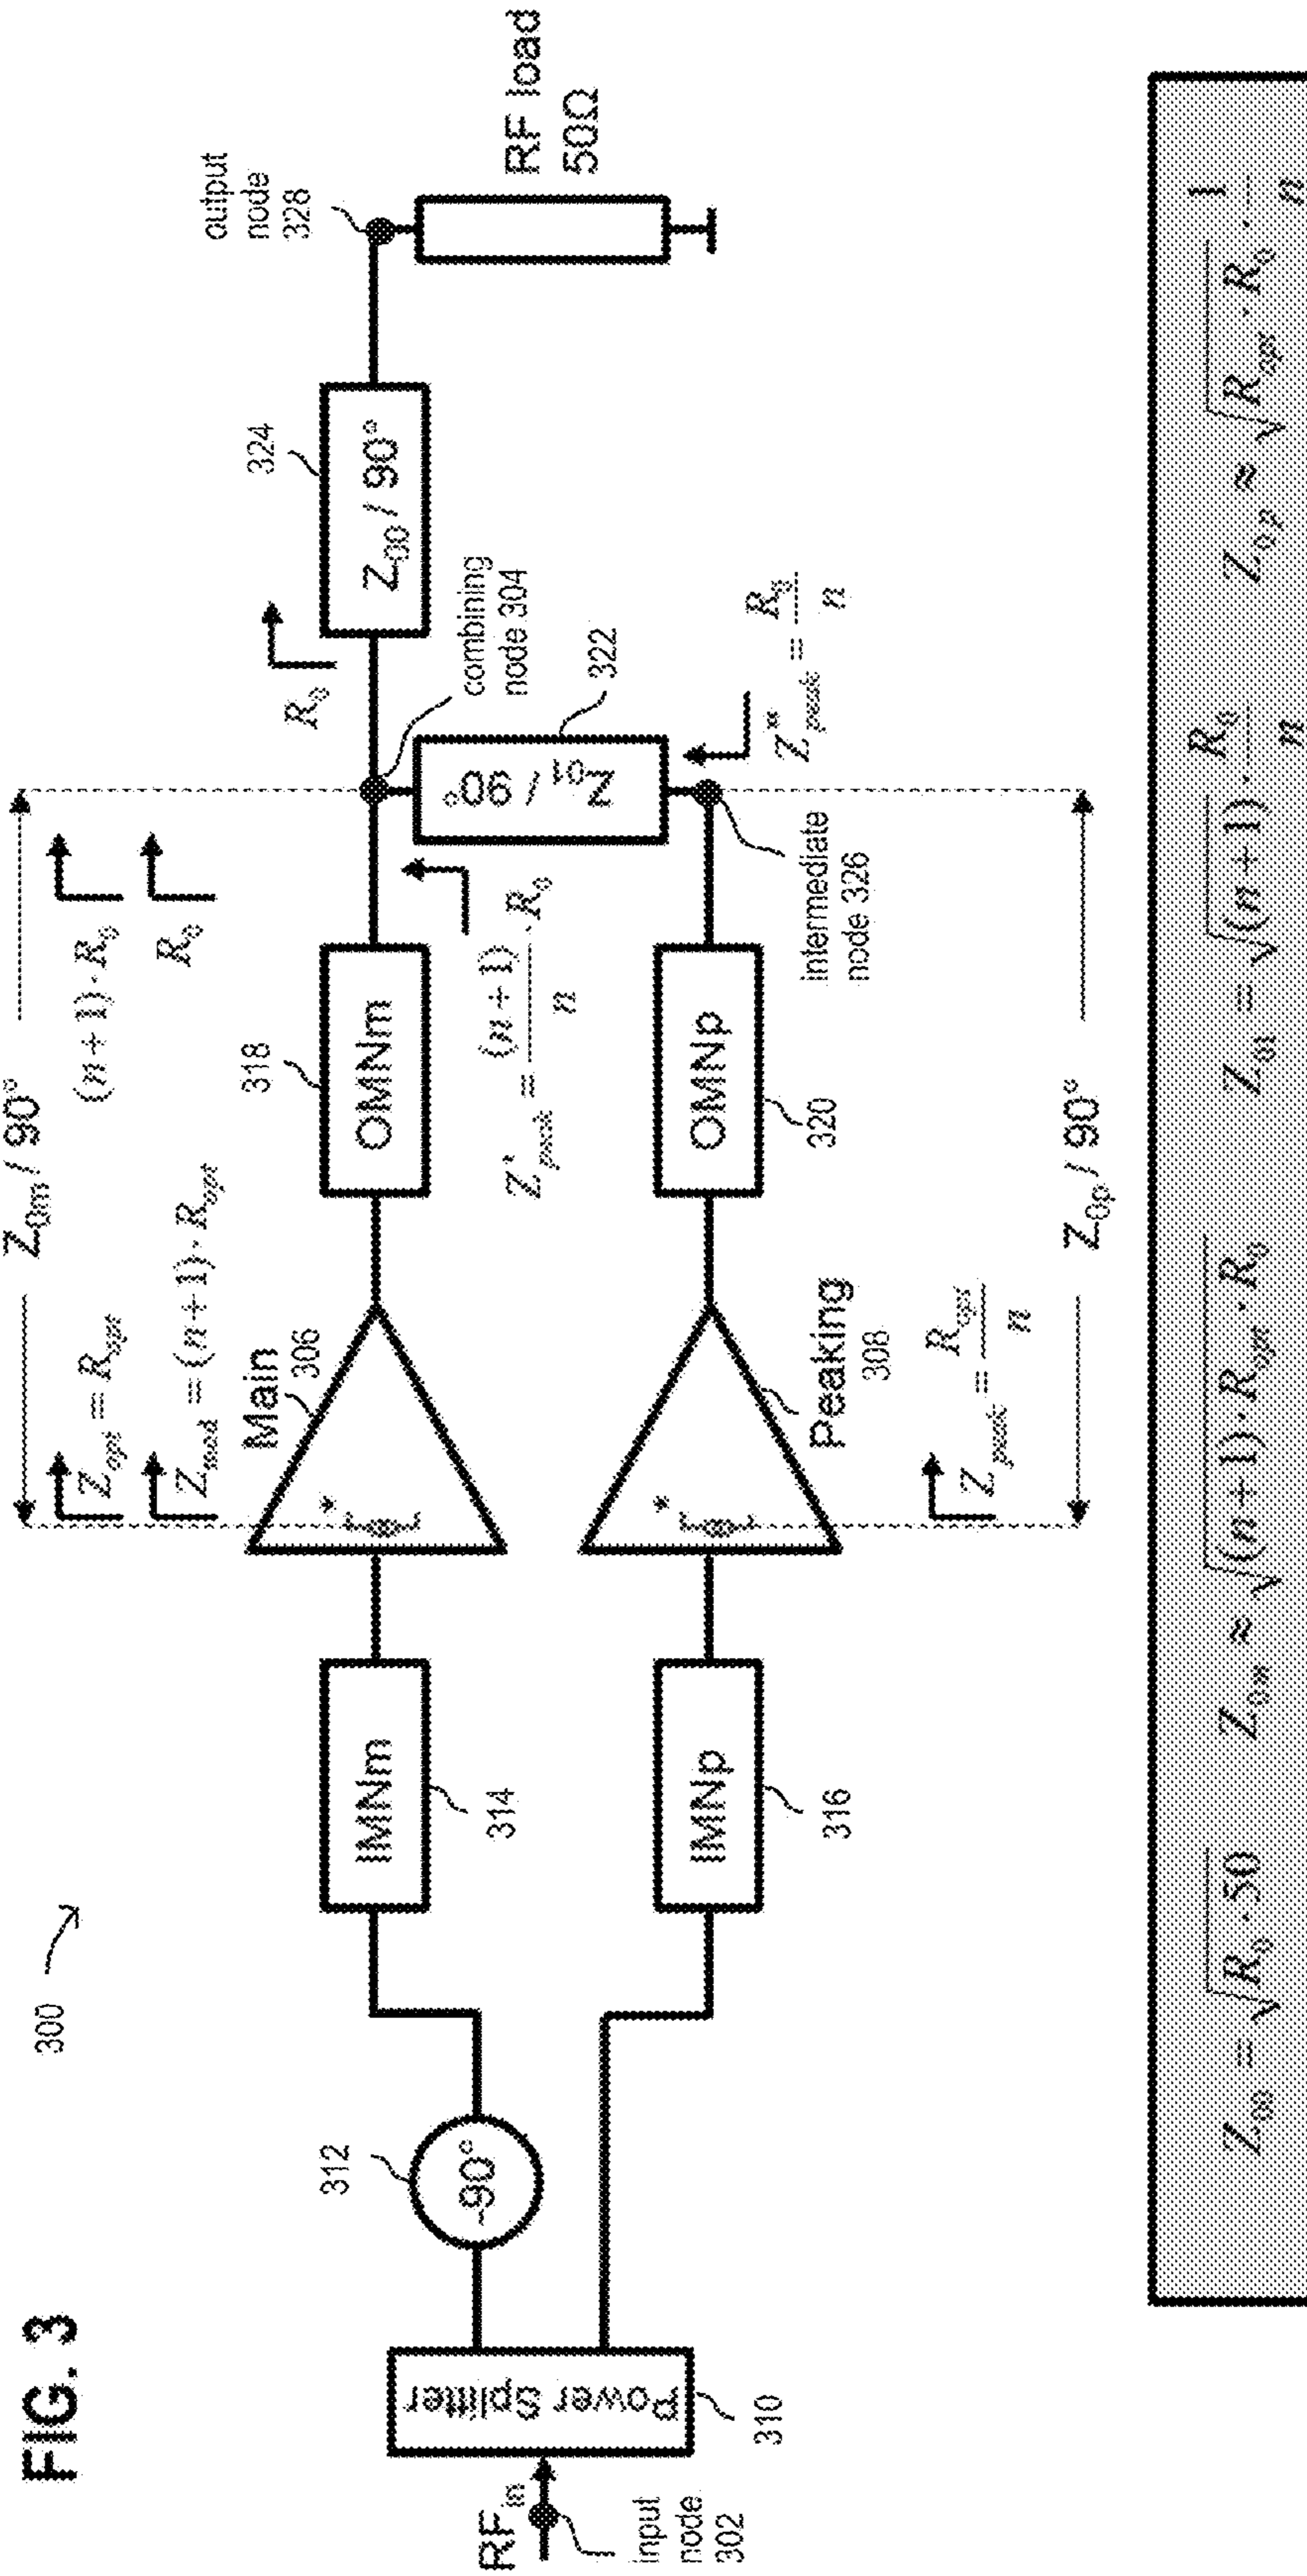 FIG. 3
300
RF_in
input
node
302
Power Splitter
310
-90°
312
IMNm
314
IMNp
316
Main
306
*
Peaking
308
*
OMNm
318
OMNp
320
Z_0m / 90°
Z_opt = R_opt
(n+1)·R_0
Z_mod = (n+1)·R_opt
R_0
Z'_peak = (n+1)/n · R_0
Z_peak = R_opt/n
Z_0p / 90°
R_0
combining
node 304
Z_01 / 90°
322
Z''_peak = R_0/n
intermediate
node 326
Z_00 / 90°
324
output
node
328
RF load
50Ω
Z_00 = √(R_0·50)
Z_0m ≈ √((n+1)·R_opt·R_0)
Z_01 = √(n+1)·R_0/n
Z_0p ≈ √(R_opt·R_0)·1/n